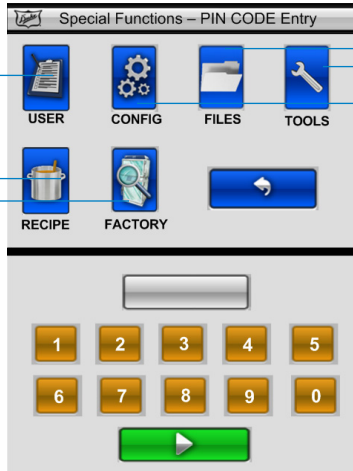 Special Functions – PIN CODE Entry
USER CONFIG FILES TOOLS
RECIPE FACTORY
1 2 3 4 5
6 7 8 9 0